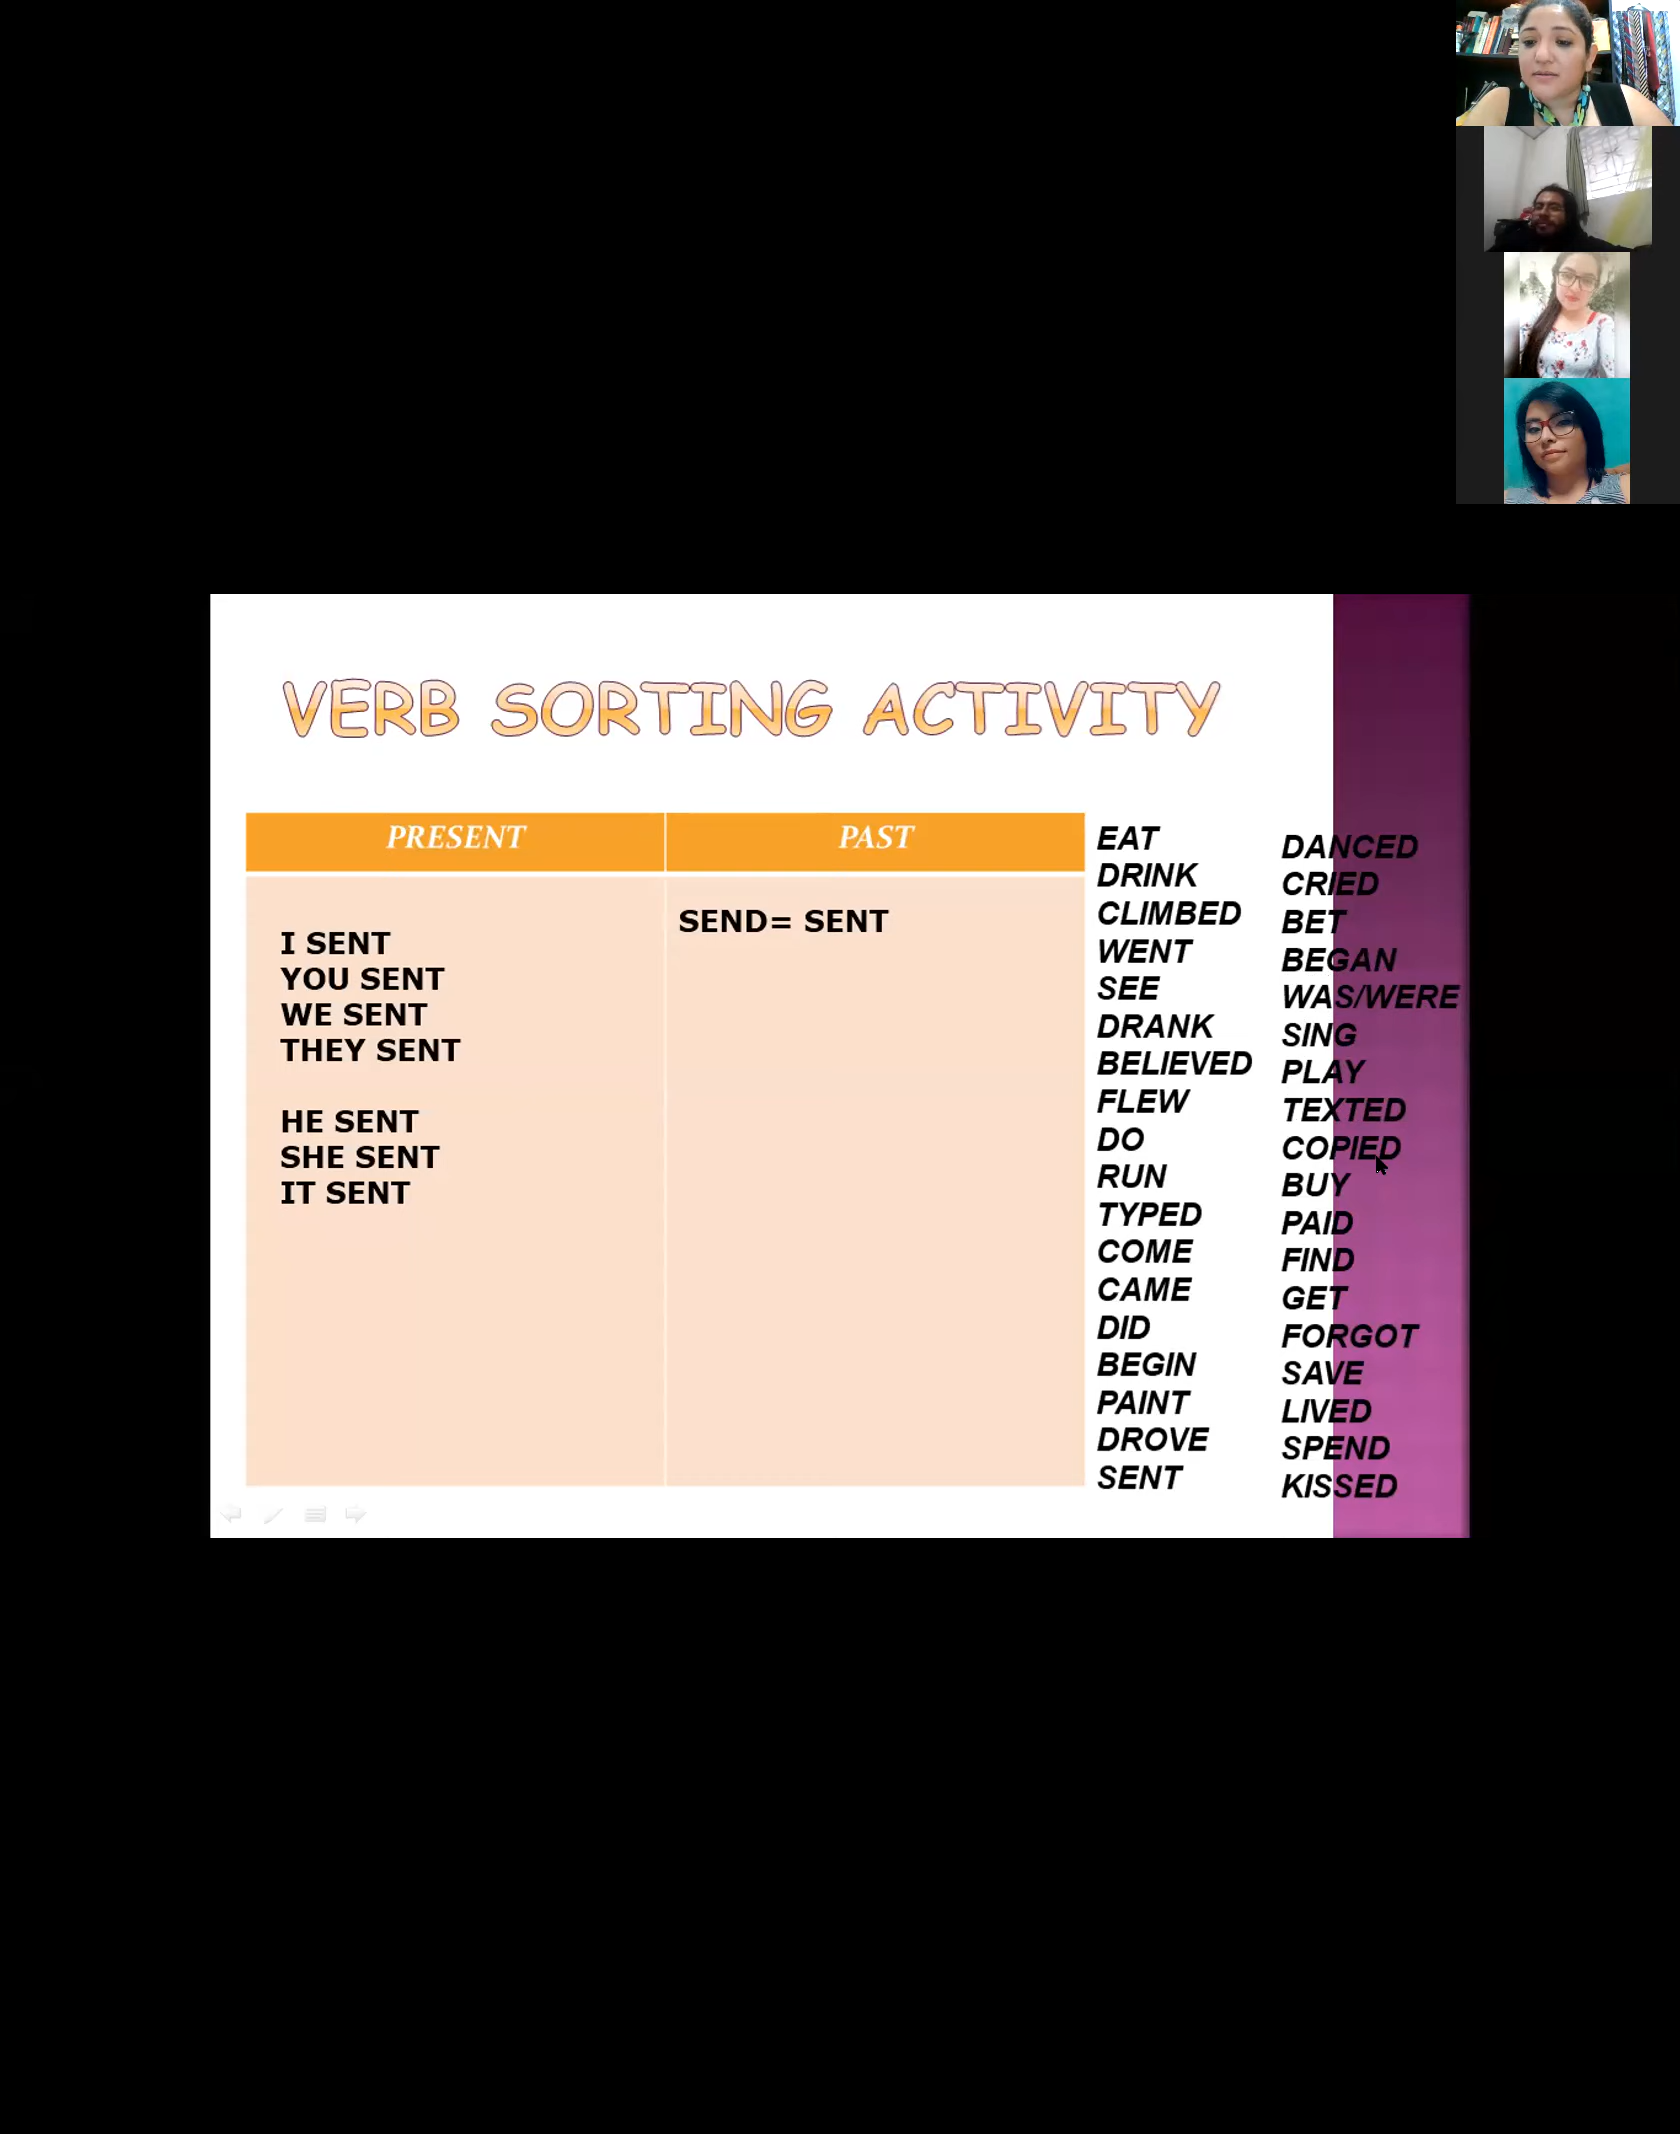 VERB SORTING ACTIVITY
PRESENT
PAST
I SENT
YOU SENT
WE SENT
THEY SENT
HE SENT
SHE SENT
IT SENT
SEND= SENT
EAT
DRINK
CLIMBED
WENT
SEE
DRANK
BELIEVED
FLEW
DO
RUN
TYPED
COME
CAME
DID
BEGIN
PAINT
DROVE
SENT
DANCED
CRIED
BET
BEGAN
WAS/WERE
SING
PLAY
TEXTED
COPIED
BUY
PAID
FIND
GET
FORGOT
SAVE
LIVED
SPEND
KISSED